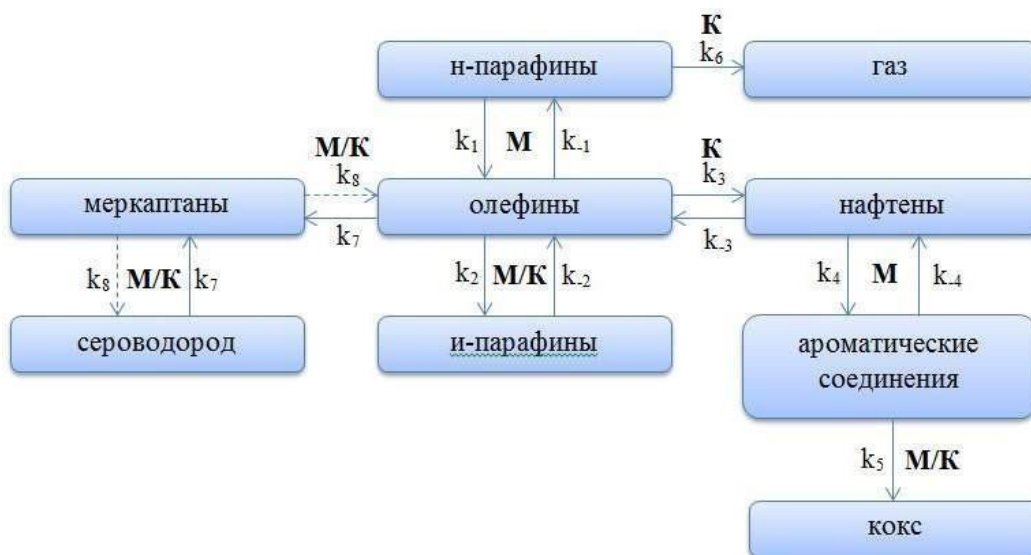 К
н-парафины
k6
газ
k1
М
k-1
М/К
k8
К
k3
меркаптаны
олефины
нафтены
k7
k-3
k8
М/К
k7
k2
М/К
k-2
k4
М
k-4
сероводород
и-парафины
ароматические
соединения
k5
М/К
кокс